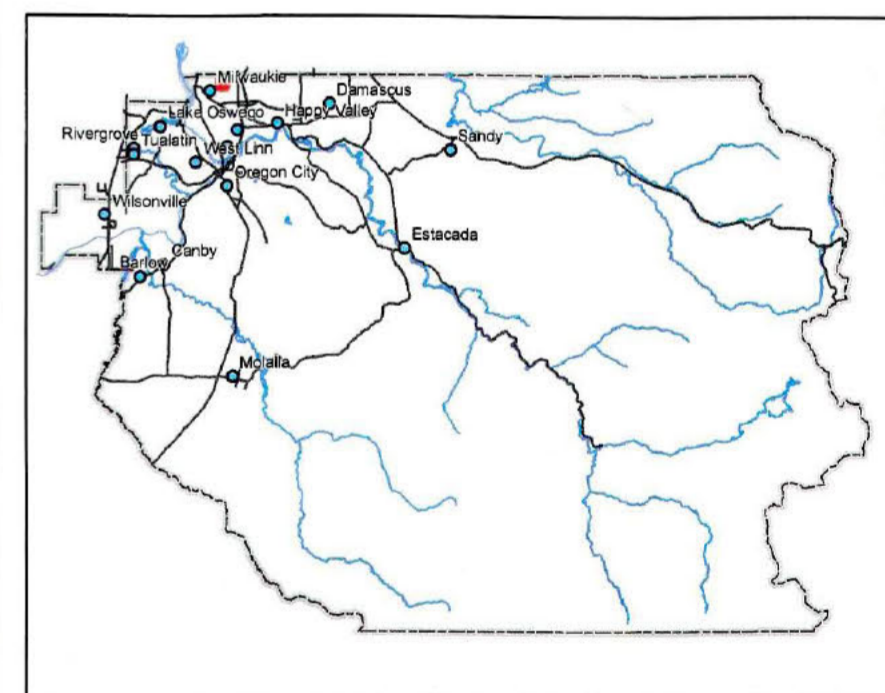 Milwaukie
Damascus
Lake Oswego
Happy Valley
Rivergrove
Tualatin
West Linn
Sandy
Oregon City
Wilsonville
Estacada
Canby
Barlow
Molalla